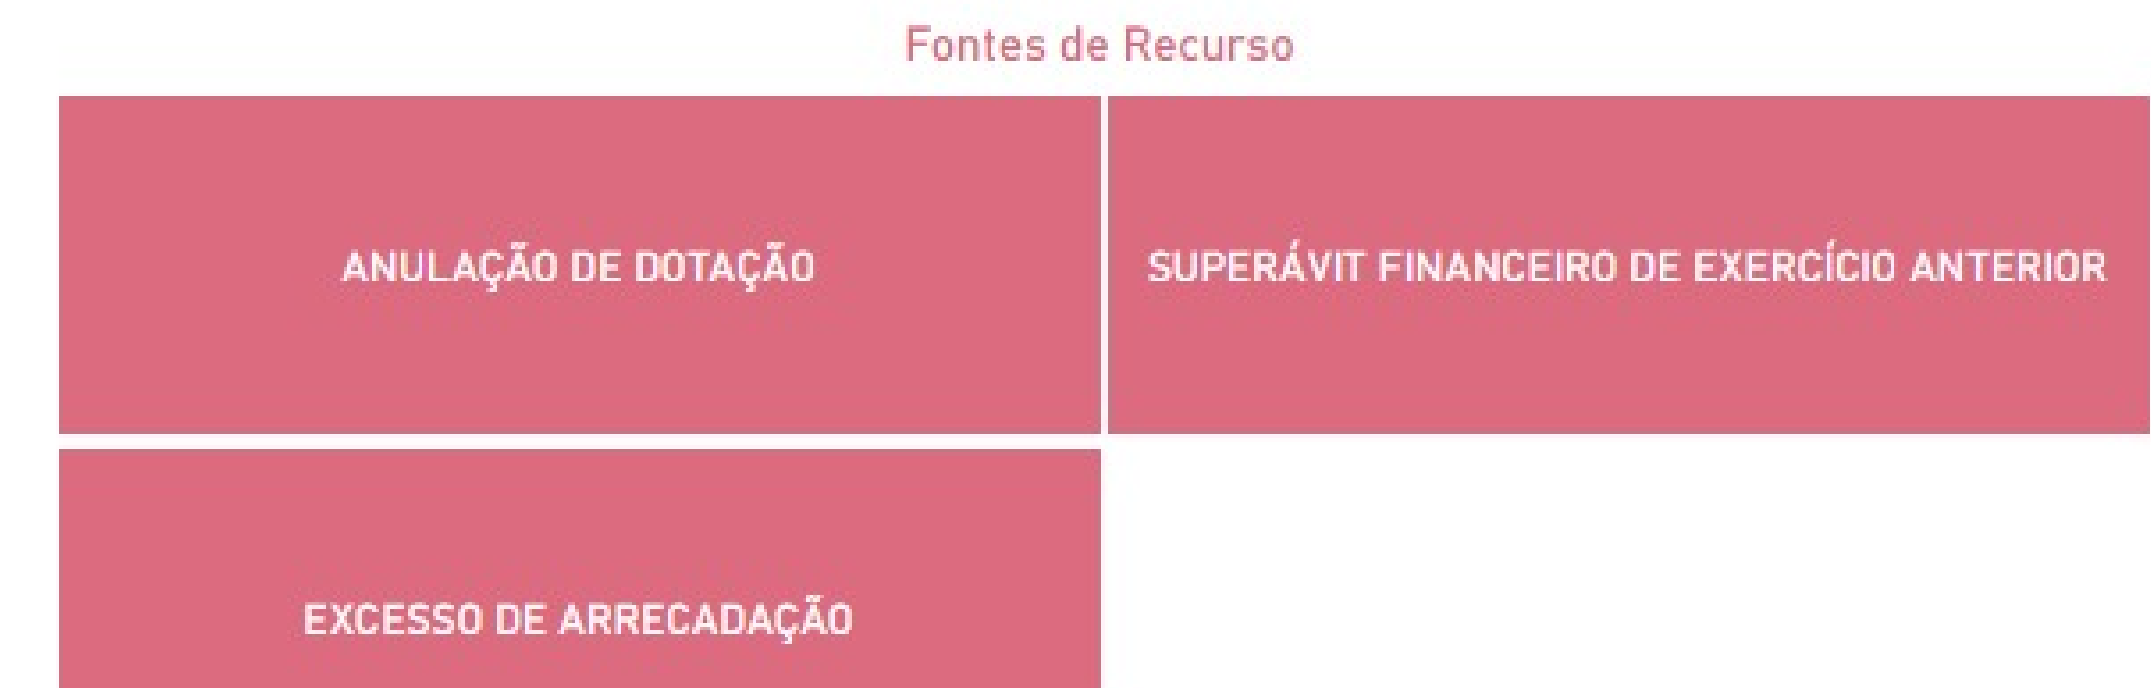 Fontes de Recurso
ANULAÇÃO DE DOTAÇÃO
SUPERÁVIT FINANCEIRO DE EXERCÍCIO ANTERIOR
EXCESSO DE ARRECADAÇÃO